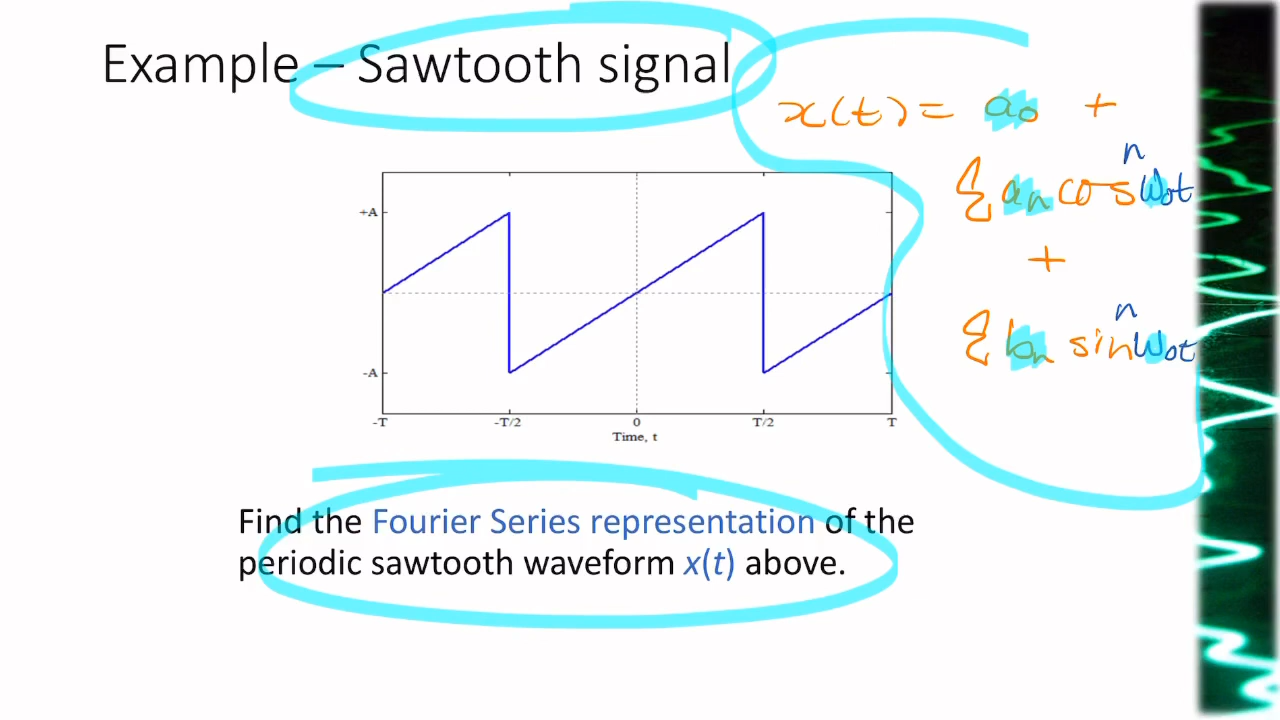 Example – Sawtooth signal
x(t) = a₀ +
n
{ aₙ cos ω₀t
+
n
{ bₙ sin ω₀t
+A
-A
-T -T/2 0 T/2 T
Time, t
Find the Fourier Series representation of the
periodic sawtooth waveform x(t) above.